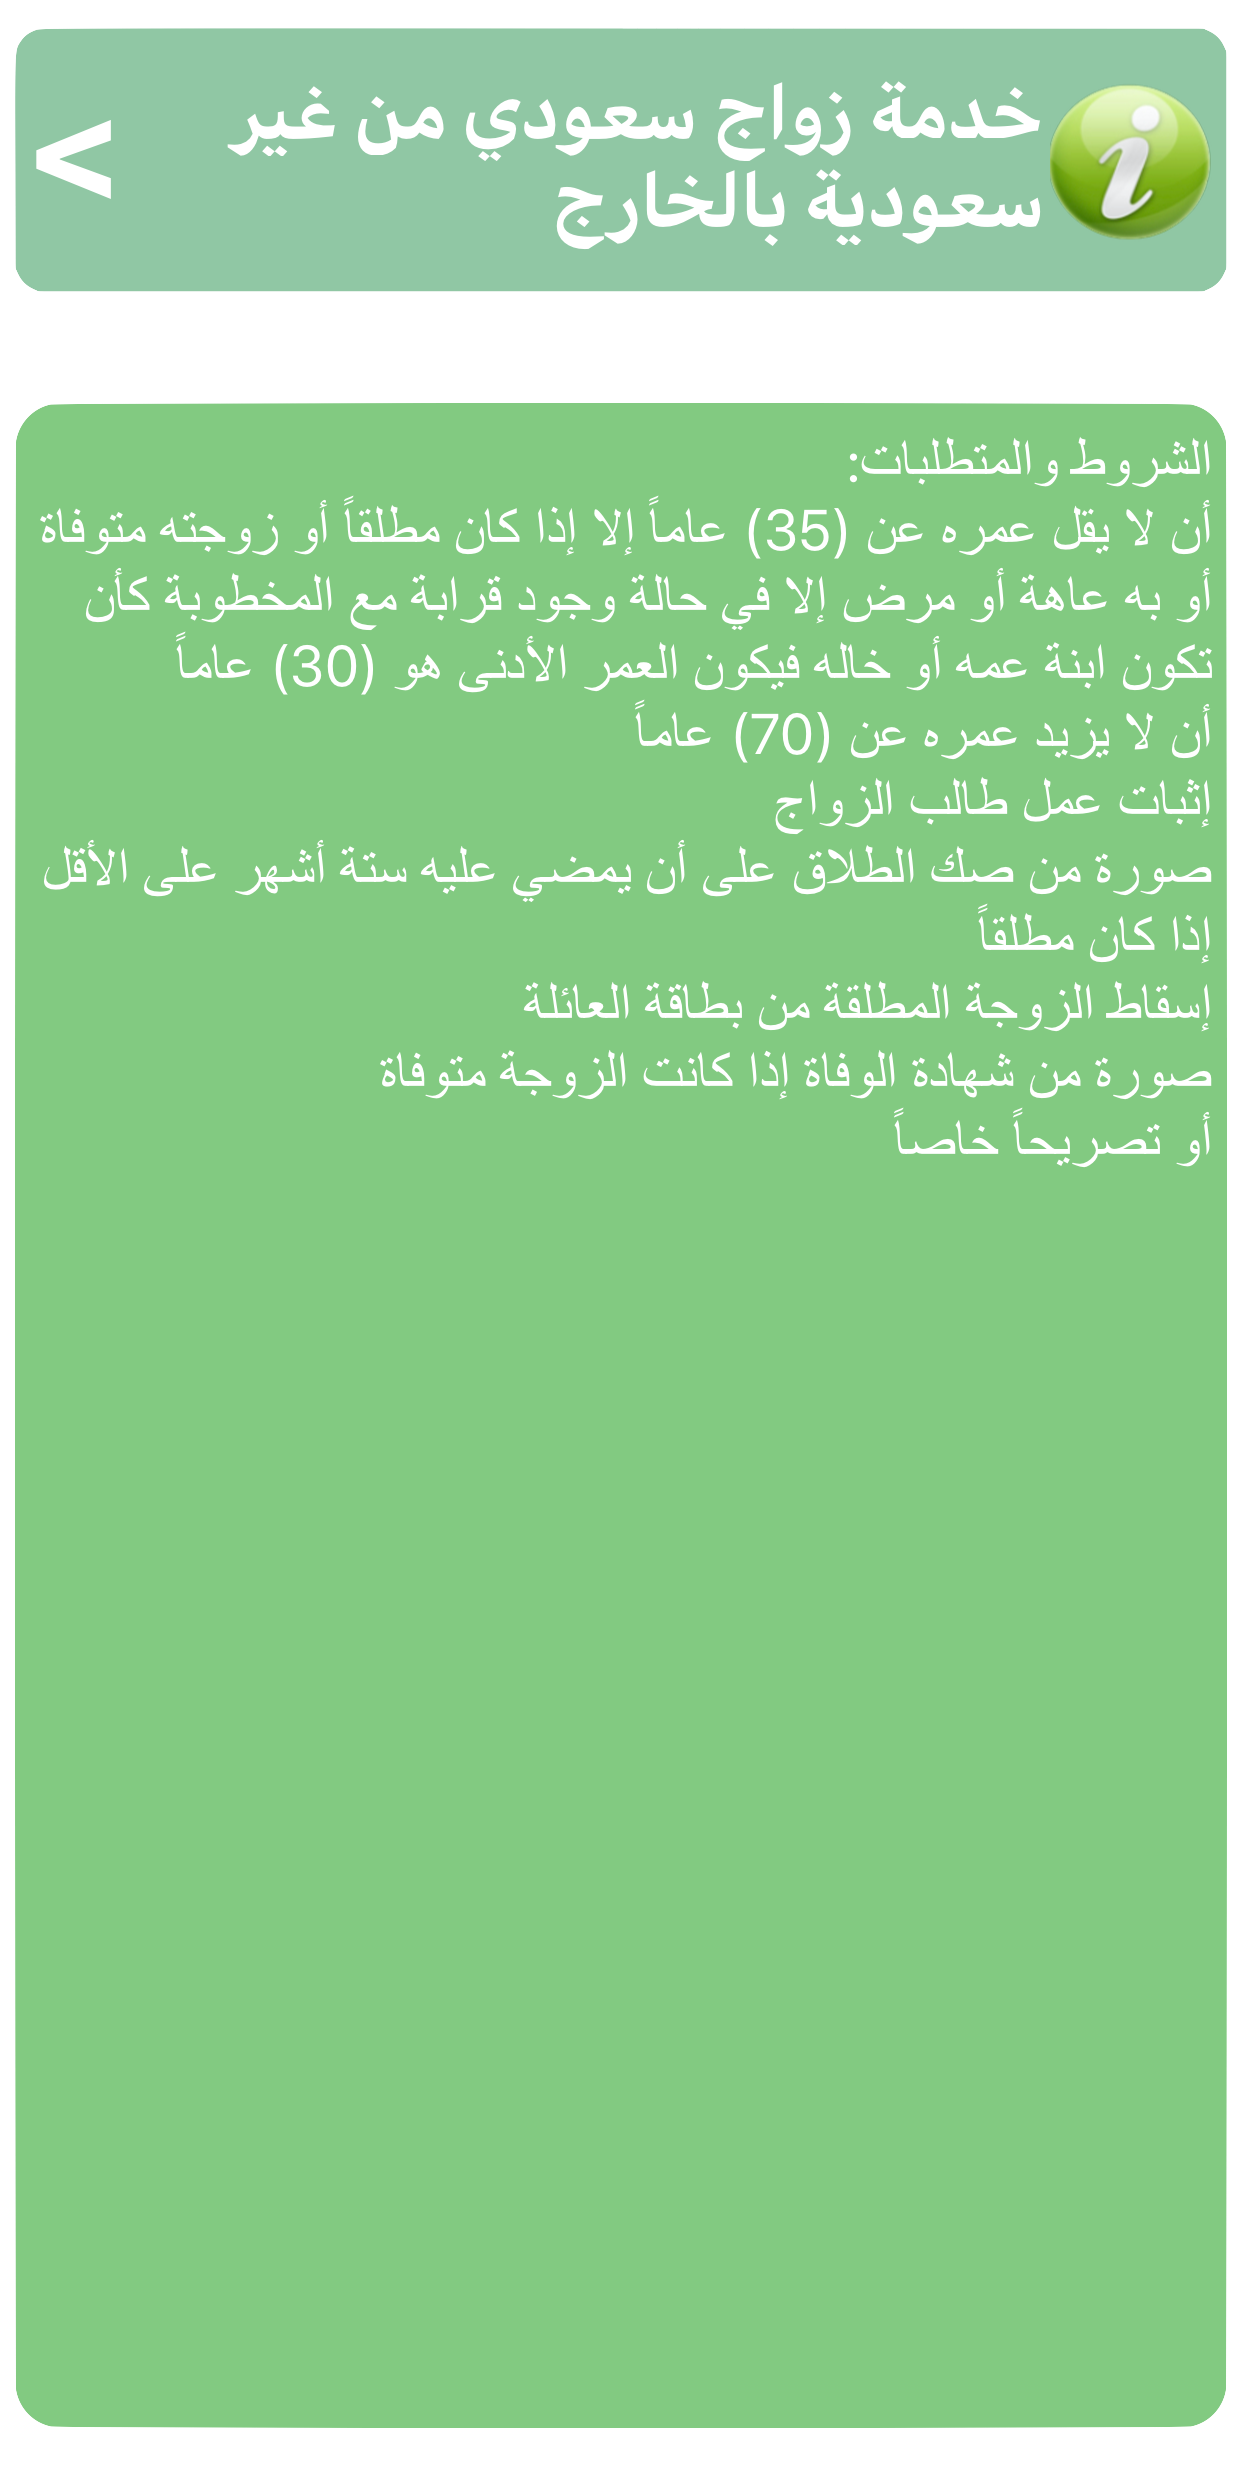 خدمة زواج سعودي من غير
سعودية بالخارج
>
الشروط والمتطلبات:
أن لا يقل عمره عن (35) عاماً إلا إذا كان مطلقاً أو زوجته متوفاة
أو به عاهة أو مرض إلا في حالة وجود قرابة مع المخطوبة كأن
تكون ابنة عمه أو خاله فيكون العمر الأدنى هو (30) عاماً
أن لا يزيد عمره عن (70) عاماً
إثبات عمل طالب الزواج
صورة من صك الطلاق على أن يمضي عليه ستة أشهر على الأقل
إذا كان مطلقاً
إسقاط الزوجة المطلقة من بطاقة العائلة
صورة من شهادة الوفاة إذا كانت الزوجة متوفاة
أو تصريحاً خاصاً